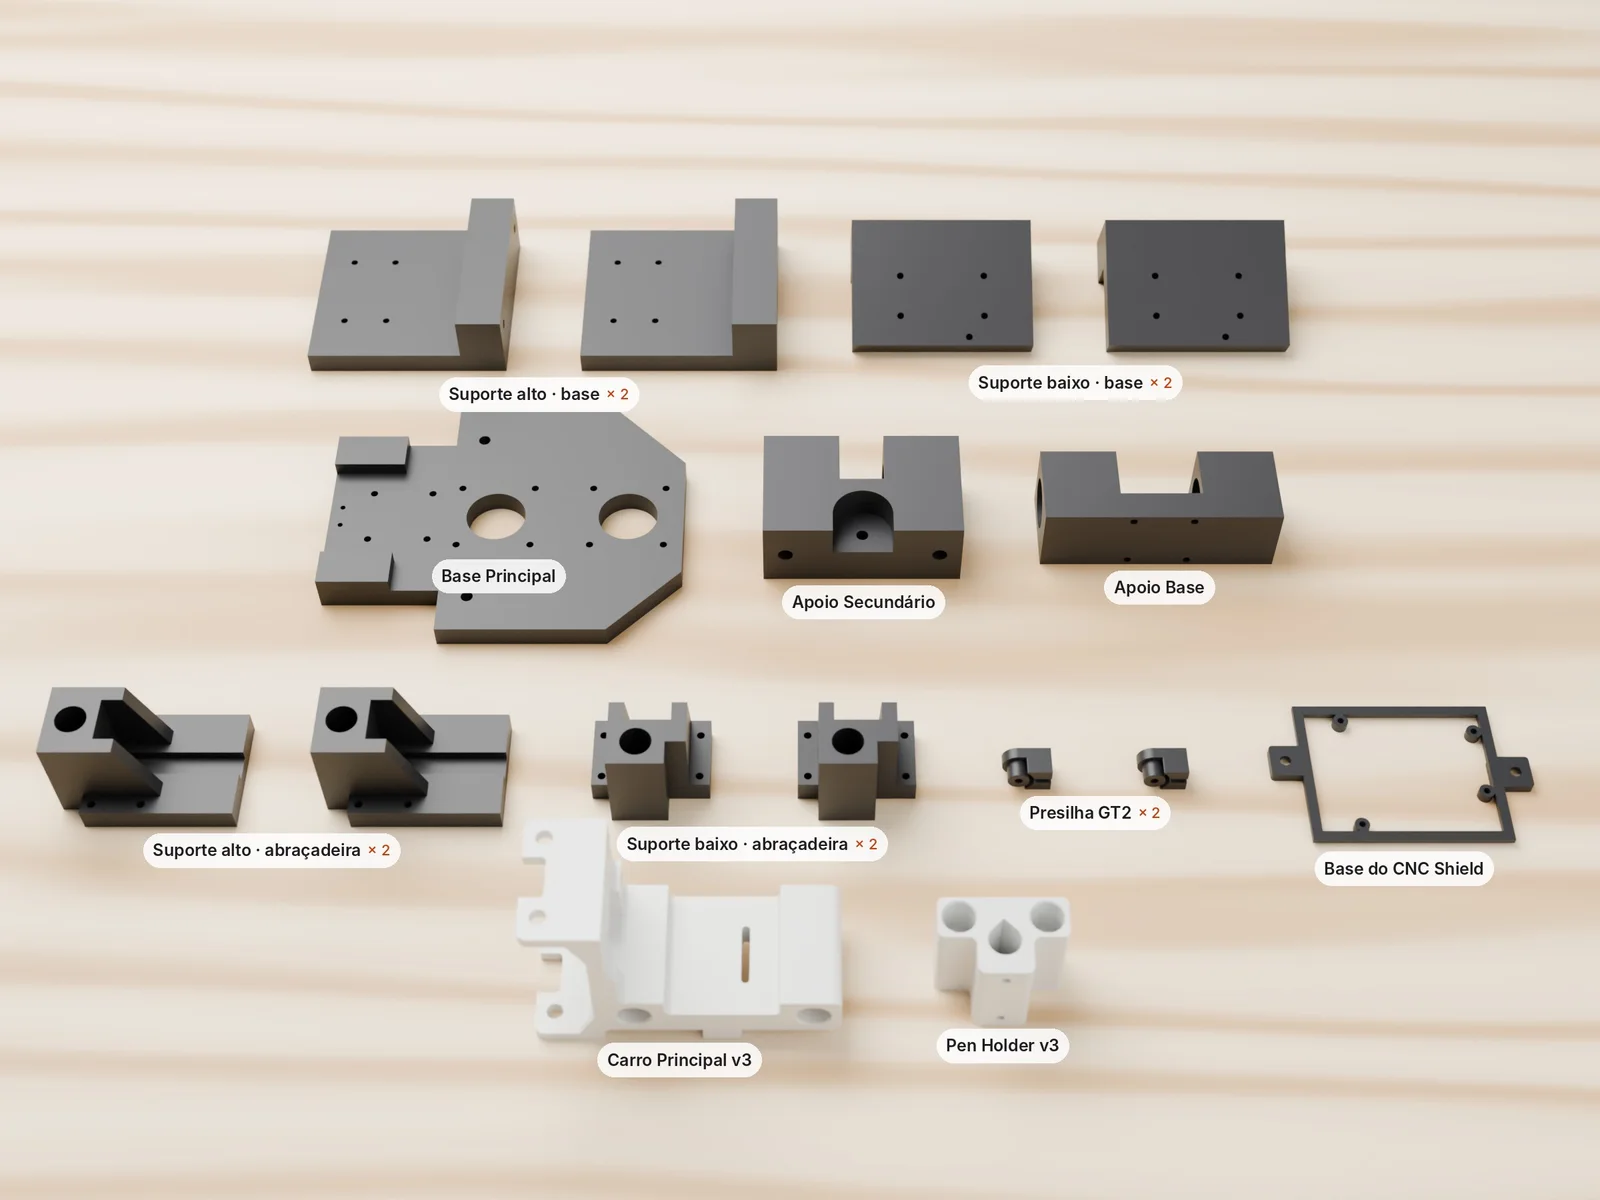 Suporte alto · base × 2
Suporte baixo · base × 2
Base Principal
Apoio Secundário
Apoio Base
Suporte alto · abraçadeira × 2
Suporte baixo · abraçadeira × 2
Presilha GT2 × 2
Base do CNC Shield
Carro Principal v3
Pen Holder v3